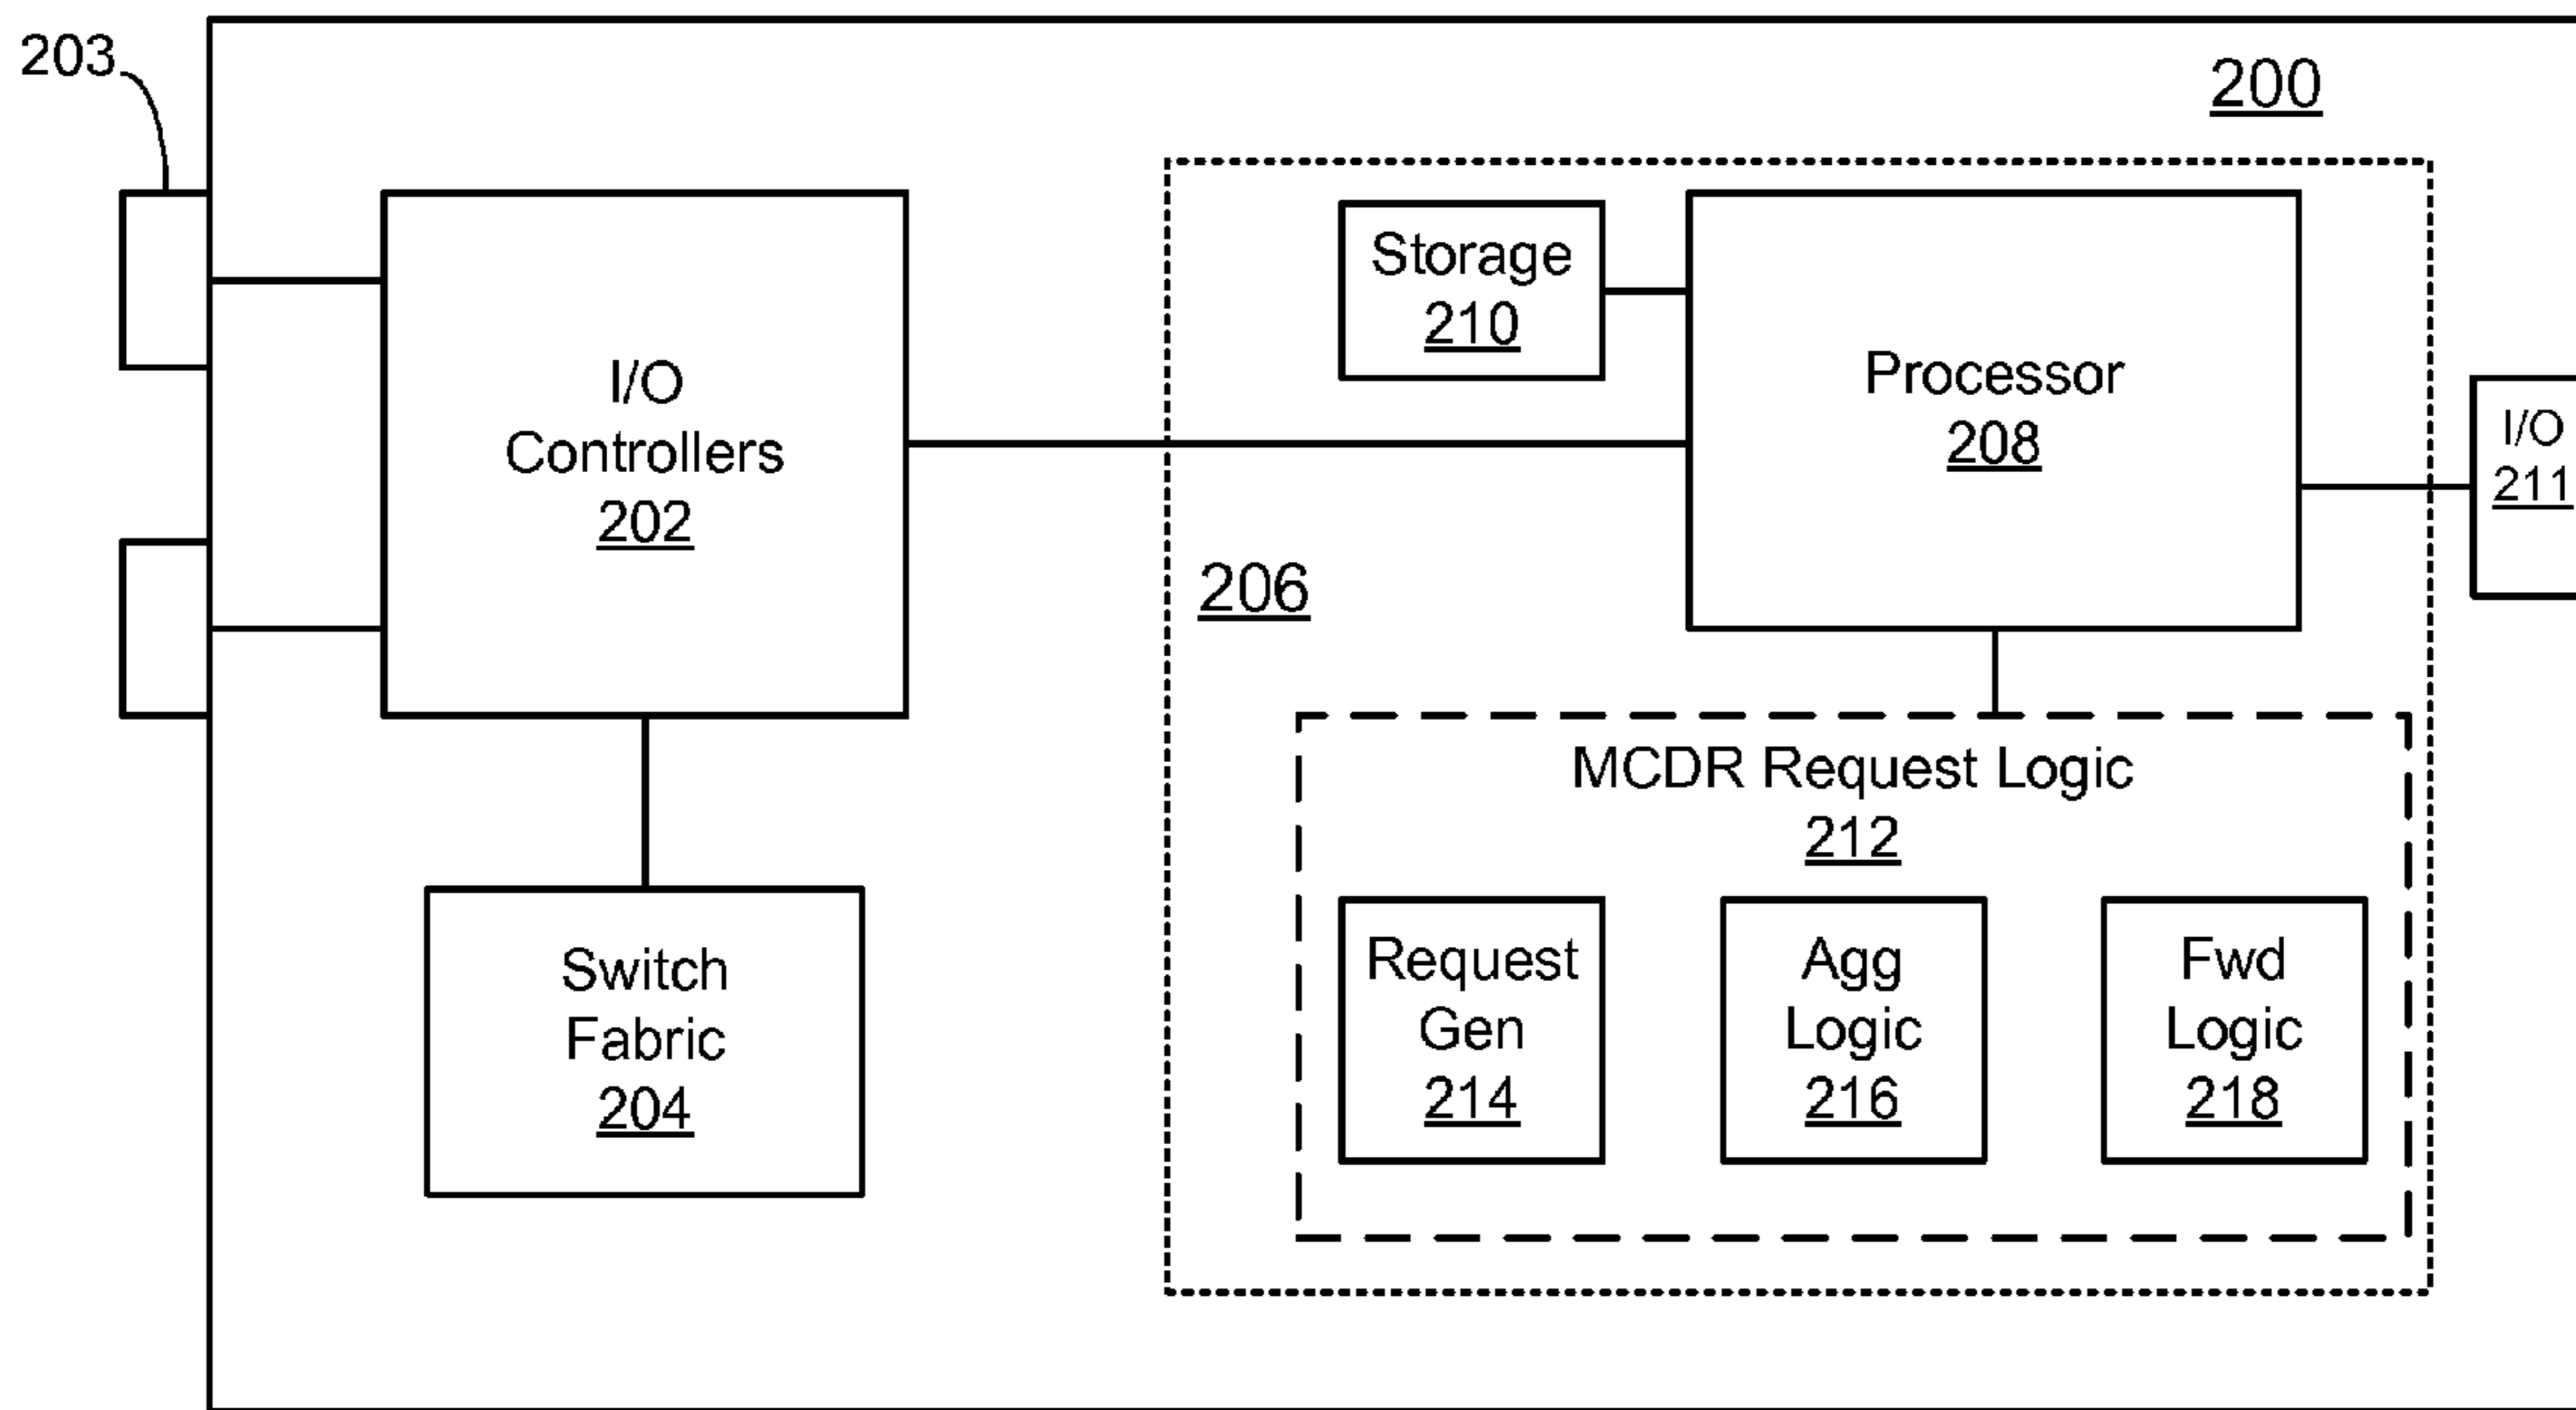 203
200
I/O
Controllers
202
Storage
210
Processor
208
I/O
211
206
MCDR Request Logic
212
Request
Gen
214
Agg
Logic
216
Fwd
Logic
218
Switch
Fabric
204